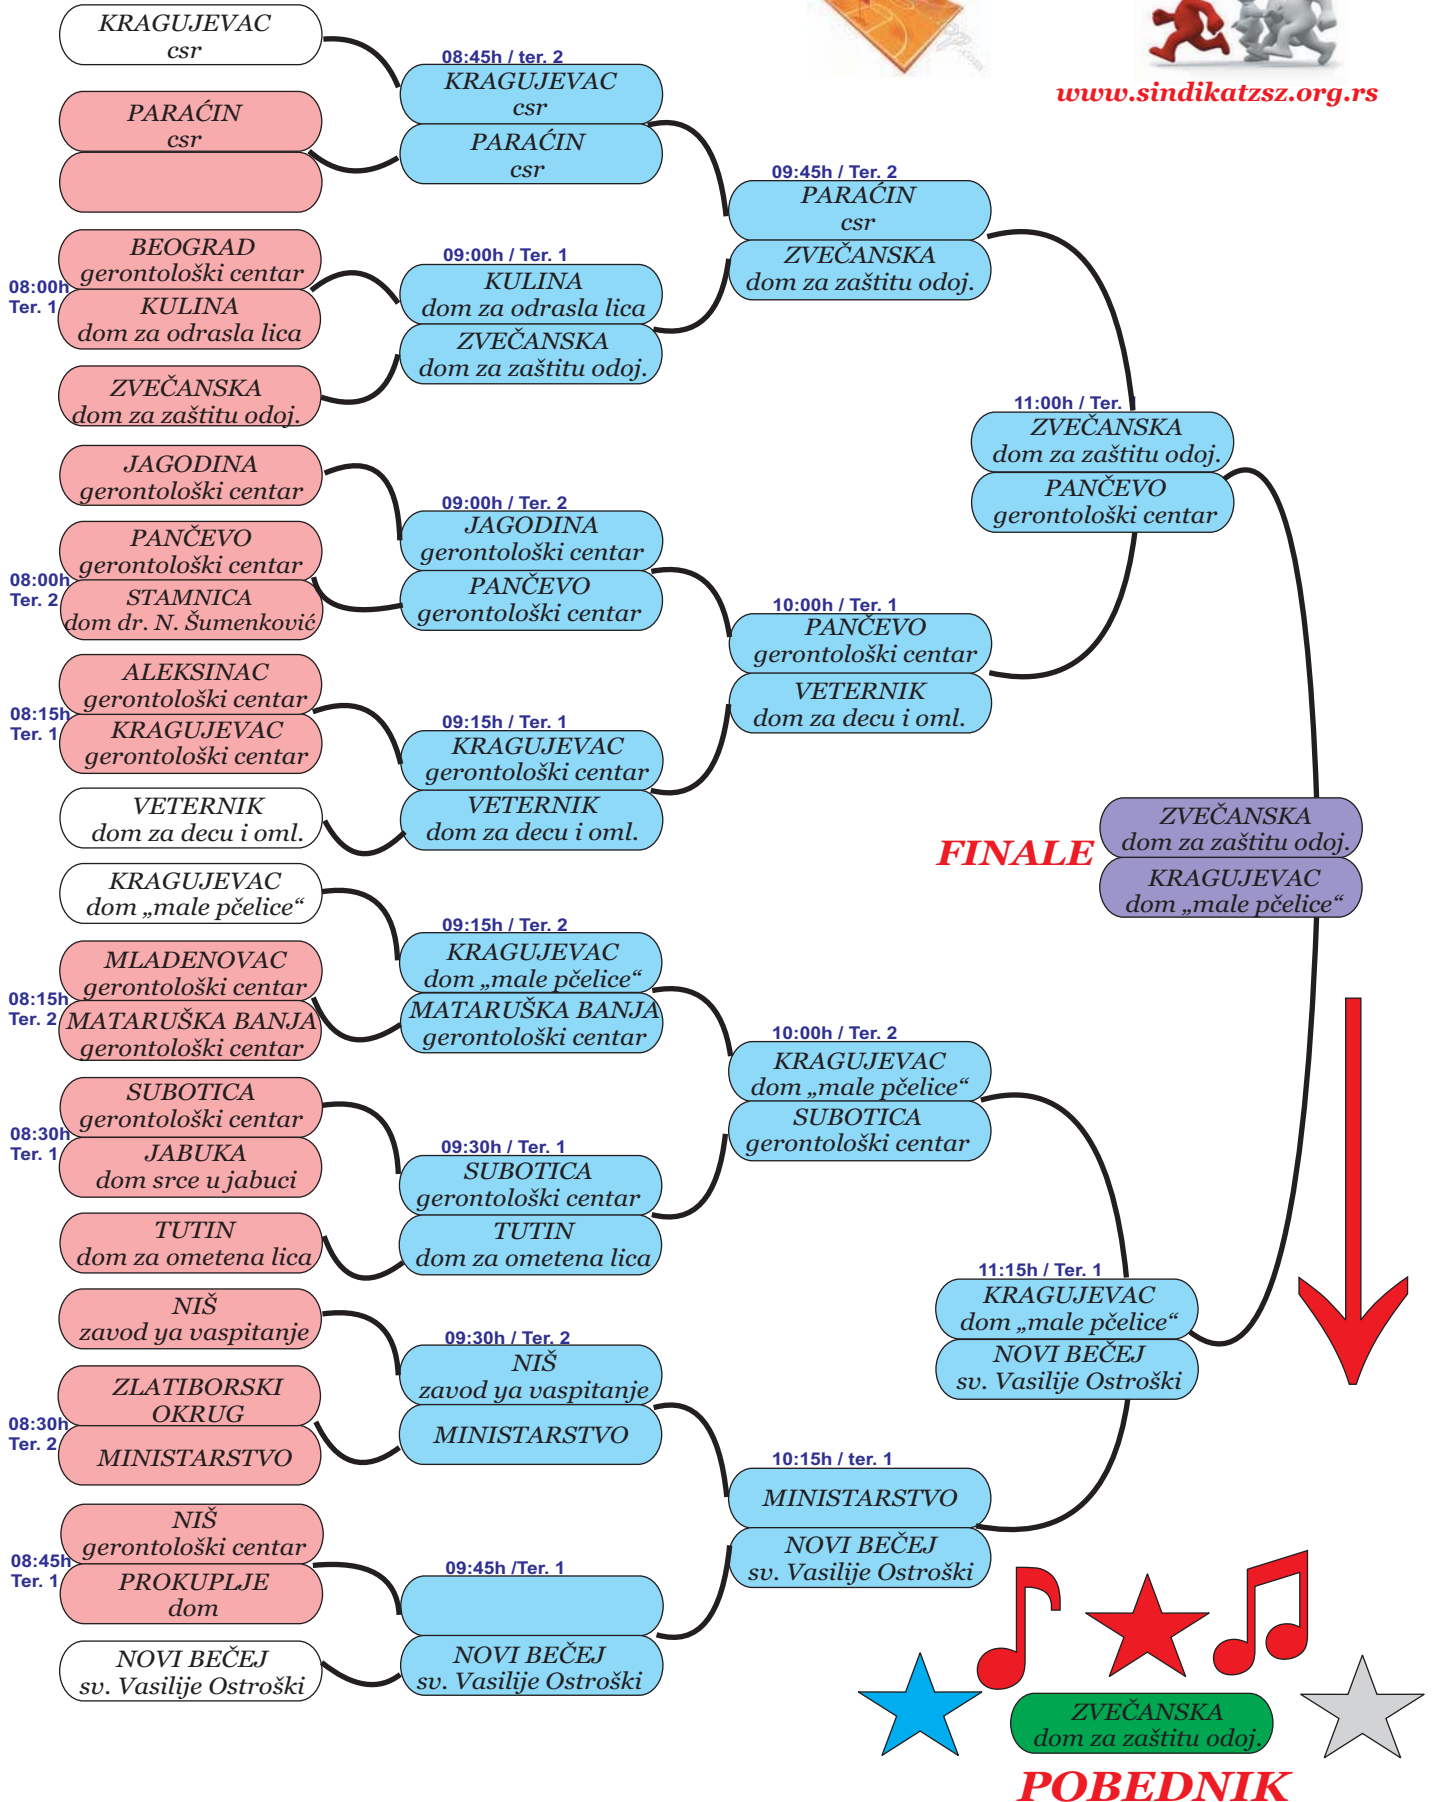 KRAGUJEVAC
csr
PARAĆIN
csr
BEOGRAD
gerontološki centar
08:00h
Ter. 1
KULINA
dom za odrasla lica
ZVEČANSKA
dom za zaštitu odoj.
JAGODINA
gerontološki centar
PANČEVO
gerontološki centar
08:00h
Ter. 2
STAMNICA
dom dr. N. Šumenković
ALEKSINAC
gerontološki centar
08:15h
Ter. 1
KRAGUJEVAC
gerontološki centar
VETERNIK
dom za decu i oml.
KRAGUJEVAC
dom „male pčelice“
MLADENOVAC
gerontološki centar
08:15h
Ter. 2
MATARUŠKA BANJA
gerontološki centar
SUBOTICA
gerontološki centar
08:30h
Ter. 1
JABUKA
dom srce u jabuci
TUTIN
dom za ometena lica
NIŠ
zavod ya vaspitanje
ZLATIBORSKI
OKRUG
08:30h
Ter. 2
MINISTARSTVO
NIŠ
gerontološki centar
08:45h
Ter. 1
PROKUPLJE
dom
NOVI BEČEJ
sv. Vasilije Ostroški
08:45h / ter. 2
KRAGUJEVAC
csr
PARAĆIN
csr
09:00h / Ter. 1
KULINA
dom za odrasla lica
ZVEČANSKA
dom za zaštitu odoj.
09:00h / Ter. 2
JAGODINA
gerontološki centar
PANČEVO
gerontološki centar
09:15h / Ter. 1
KRAGUJEVAC
gerontološki centar
VETERNIK
dom za decu i oml.
09:15h / Ter. 2
KRAGUJEVAC
dom „male pčelice“
MATARUŠKA BANJA
gerontološki centar
09:30h / Ter. 1
SUBOTICA
gerontološki centar
TUTIN
dom za ometena lica
09:30h / Ter. 2
NIŠ
zavod ya vaspitanje
MINISTARSTVO
09:45h /Ter. 1
NOVI BEČEJ
sv. Vasilije Ostroški
www.sindikatzsz.org.rs
09:45h / Ter. 2
PARAĆIN
csr
ZVEČANSKA
dom za zaštitu odoj.
10:00h / Ter. 1
PANČEVO
gerontološki centar
VETERNIK
dom za decu i oml.
10:00h / Ter. 2
KRAGUJEVAC
dom „male pčelice“
SUBOTICA
gerontološki centar
10:15h / ter. 1
MINISTARSTVO
NOVI BEČEJ
sv. Vasilije Ostroški
11:00h / Ter.
ZVEČANSKA
dom za zaštitu odoj.
PANČEVO
gerontološki centar
11:15h / Ter. 1
KRAGUJEVAC
dom „male pčelice“
NOVI BEČEJ
sv. Vasilije Ostroški
FINALE
ZVEČANSKA
dom za zaštitu odoj.
KRAGUJEVAC
dom „male pčelice“
ZVEČANSKA
dom za zaštitu odoj.
POBEDNIK